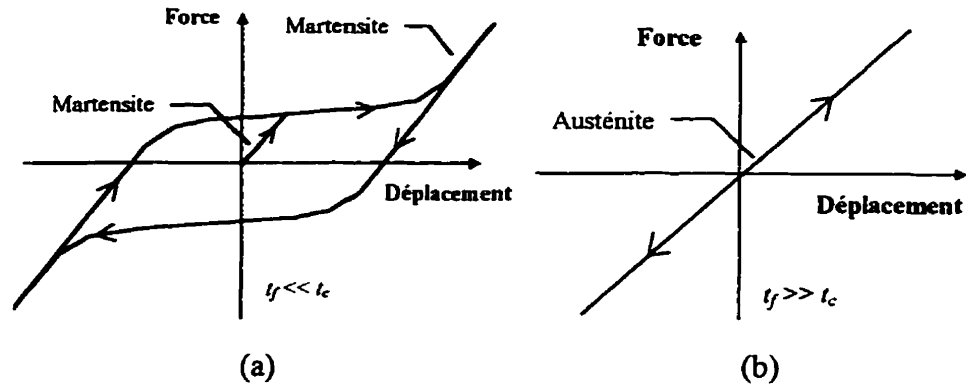 Force
Martensite
Martensite
Déplacement
t_f << t_c
(a)
Force
Austénite
Déplacement
t_f >> t_c
(b)